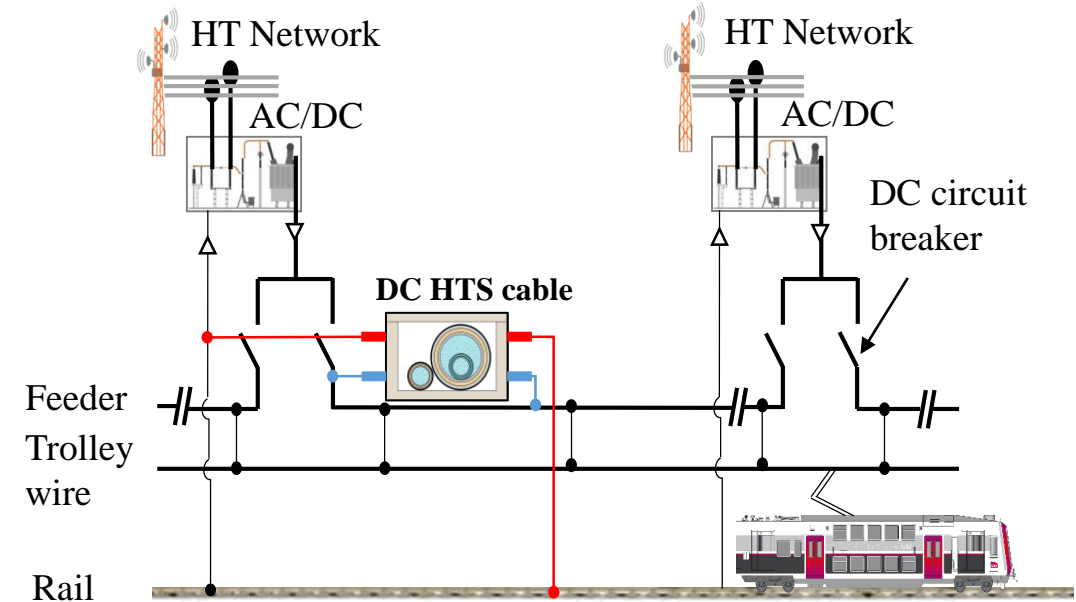 HT Network
HT Network
AC/DC
AC/DC
DC circuit
breaker
DC HTS cable
Feeder
Trolley
wire
Rail